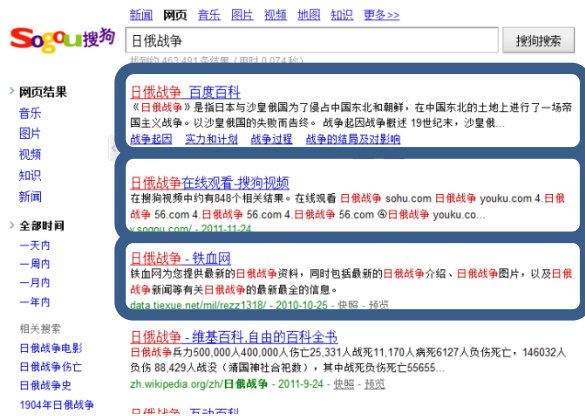 新闻 网页 音乐 图片 视频 地图 知识 更多>>
Sogou搜狗 日俄战争 搜狗搜索
找到约 463,491 条结果（用时 0.074 秒）
网页结果
音乐
图片
视频
知识
新闻
全部时间
一天内
一周内
一月内
一年内
相关搜索
日俄战争电影
日俄战争伤亡
日俄战争史
1904年日俄战争
日俄战争_百度百科
《日俄战争》是指日本与沙皇俄国为了侵占中国东北和朝鲜，在中国东北的土地上进行了一场帝
国主义战争。以沙皇俄国的失败而告终。 战争起因战争概述 19世纪末，沙皇俄...
战争起因 实力和计划 战争过程 战争的结局及对影响
日俄战争在线观看-搜狗视频
在搜狗视频中约有848个相关结果。在线观看 日俄战争 sohu.com 日俄战争 youku.com 4.日俄
战争 56.com 4.日俄战争 56.com 4.日俄战争 56.com ④日俄战争 youku.co...
v.sogou.com/ - 2011-11-24
日俄战争 - 铁血网
铁血网为您提供最新的日俄战争资料，同时包括最新的日俄战争介绍、日俄战争图片，以及日俄
战争新闻等有关日俄战争的最新最全的信息。
data.tiexue.net/mil/rezz1318/ - 2010-10-25 - 快照 - 预览
日俄战争 - 维基百科,自由的百科全书
日俄战争兵力500,000人400,000人伤亡25,331人战死11,170人病死6127人负伤死亡，146032人
负伤 88,429人战没（靖国神社合祀数），其中战死负伤死亡55655...
zh.wikipedia.org/zh/日俄战争 - 2011-9-24 - 快照 - 预览
日俄战争_互动百科